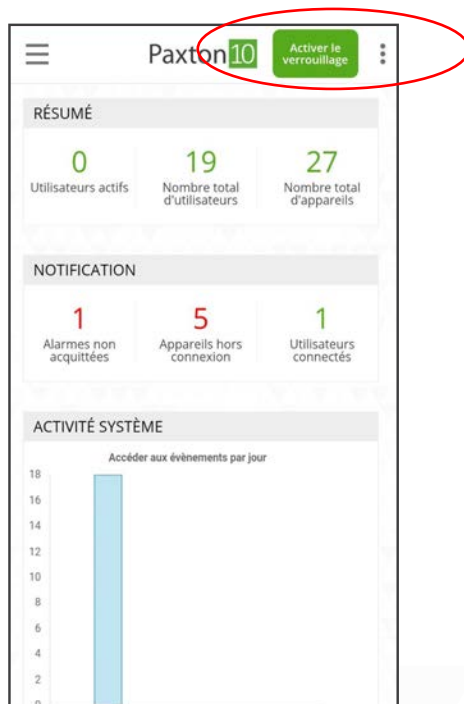 Paxton10
Activer le
verrouillage
RÉSUMÉ
0
Utilisateurs actifs
19
Nombre total
d'utilisateurs
27
Nombre total
d'appareils
NOTIFICATION
1
Alarmes non
acquittées
5
Appareils hors
connexion
1
Utilisateurs
connectés
ACTIVITÉ SYSTÈME
Accéder aux évènements par jour
18
16
14
12
10
8
6
4
2
0